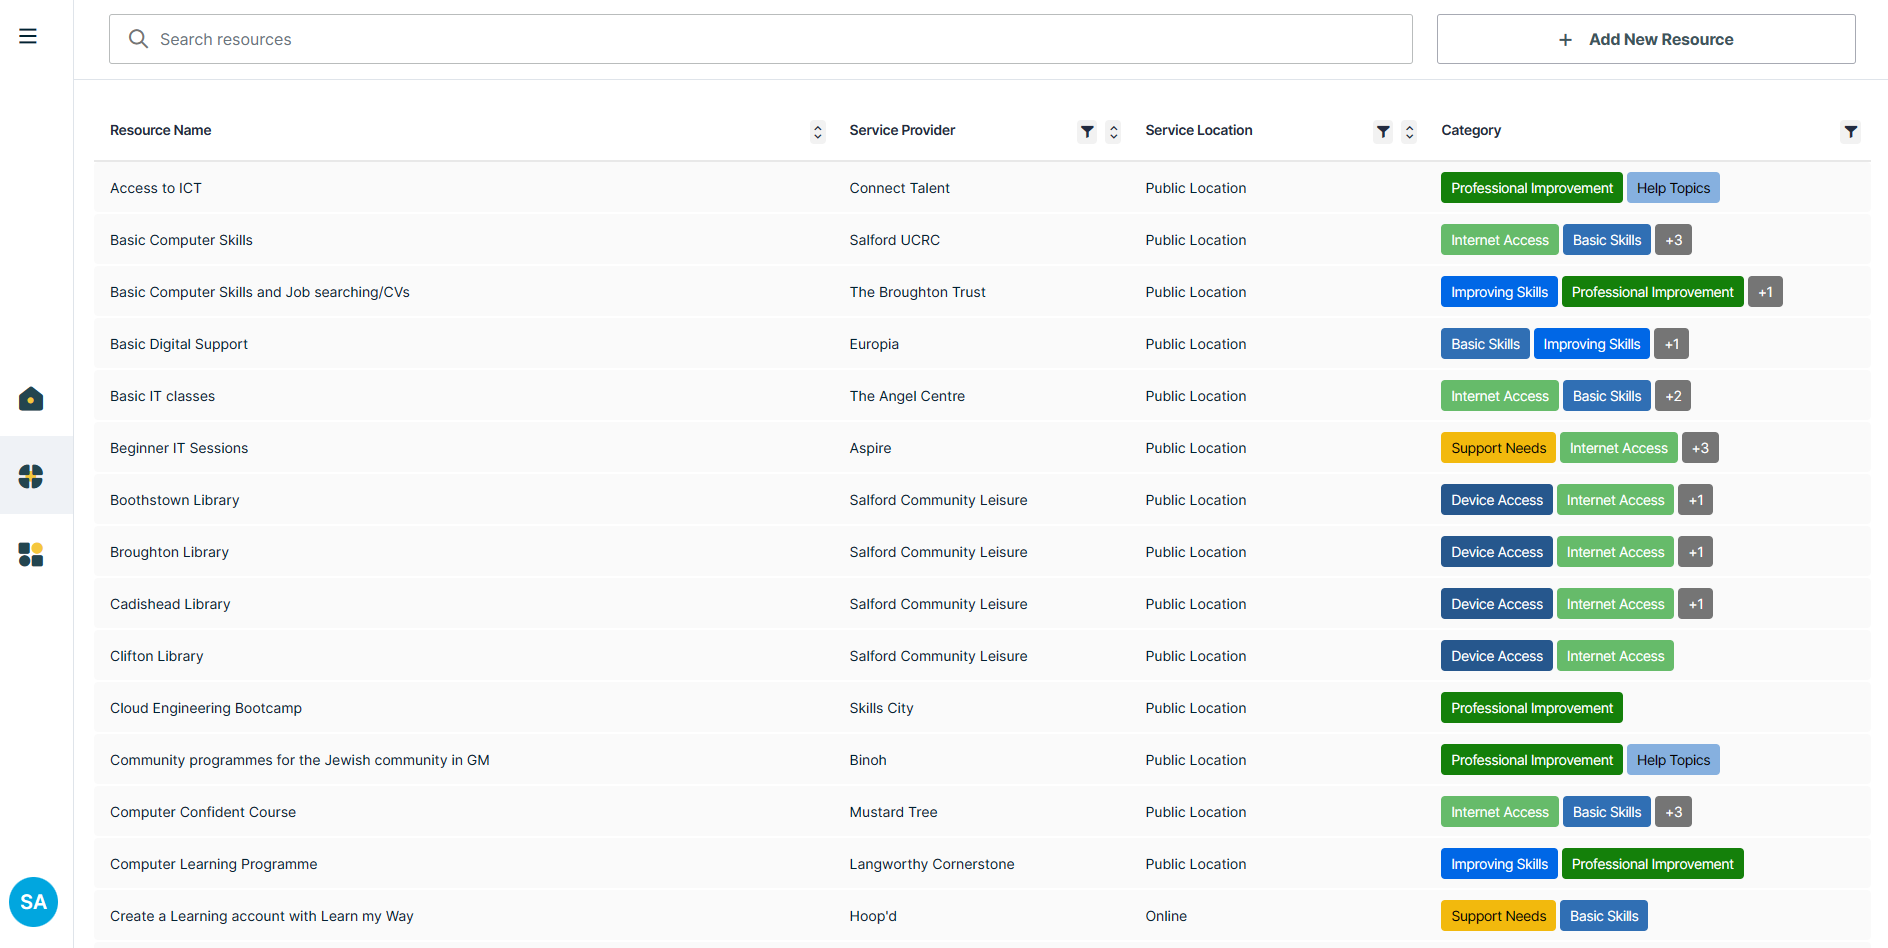 Search resources
+ Add New Resource
Resource Name Service Provider Service Location Category
Access to ICT Connect Talent Public Location Professional Improvement Help Topics
Basic Computer Skills Salford UCRC Public Location Internet Access Basic Skills +3
Basic Computer Skills and Job searching/CVs The Broughton Trust Public Location Improving Skills Professional Improvement +1
Basic Digital Support Europia Public Location Basic Skills Improving Skills +1
Basic IT classes The Angel Centre Public Location Internet Access Basic Skills +2
Beginner IT Sessions Aspire Public Location Support Needs Internet Access +3
Boothstown Library Salford Community Leisure Public Location Device Access Internet Access +1
Broughton Library Salford Community Leisure Public Location Device Access Internet Access +1
Cadishead Library Salford Community Leisure Public Location Device Access Internet Access +1
Clifton Library Salford Community Leisure Public Location Device Access Internet Access
Cloud Engineering Bootcamp Skills City Public Location Professional Improvement
Community programmes for the Jewish community in GM Binoh Public Location Professional Improvement Help Topics
Computer Confident Course Mustard Tree Public Location Internet Access Basic Skills +3
Computer Learning Programme Langworthy Cornerstone Public Location Improving Skills Professional Improvement
SA
Create a Learning account with Learn my Way Hoop'd Online Support Needs Basic Skills